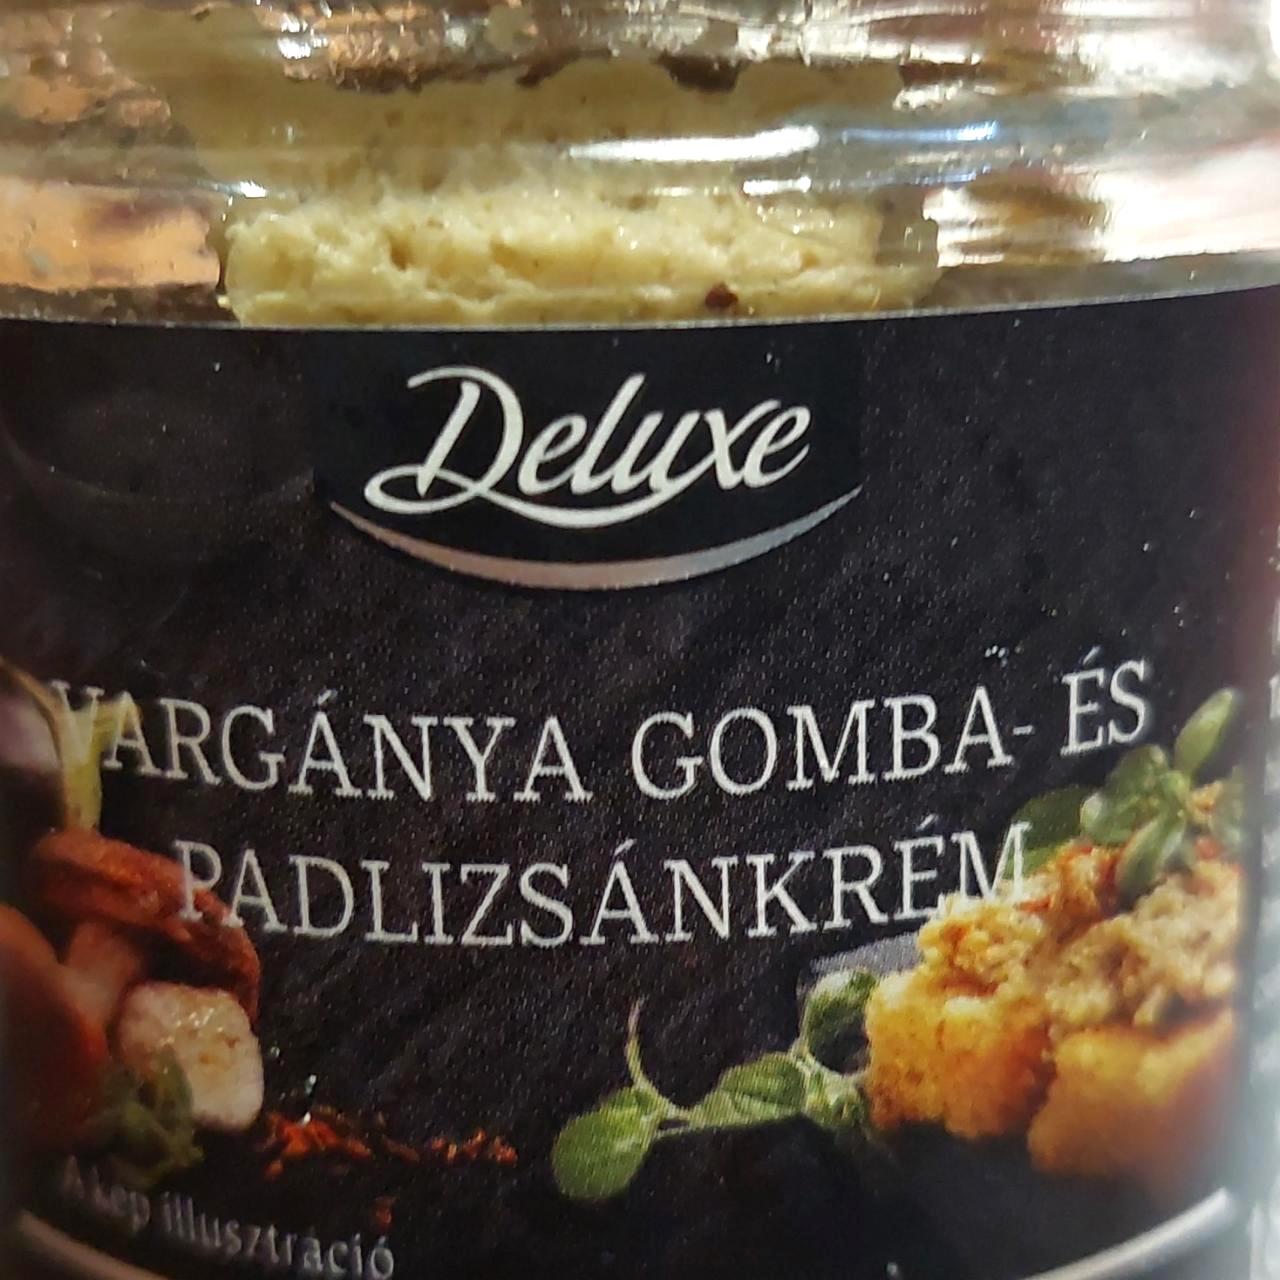 Deluxe
VARGÁNYA GOMBA- ÉS
PADLIZSÁNKRÉM
A kép illusztráció